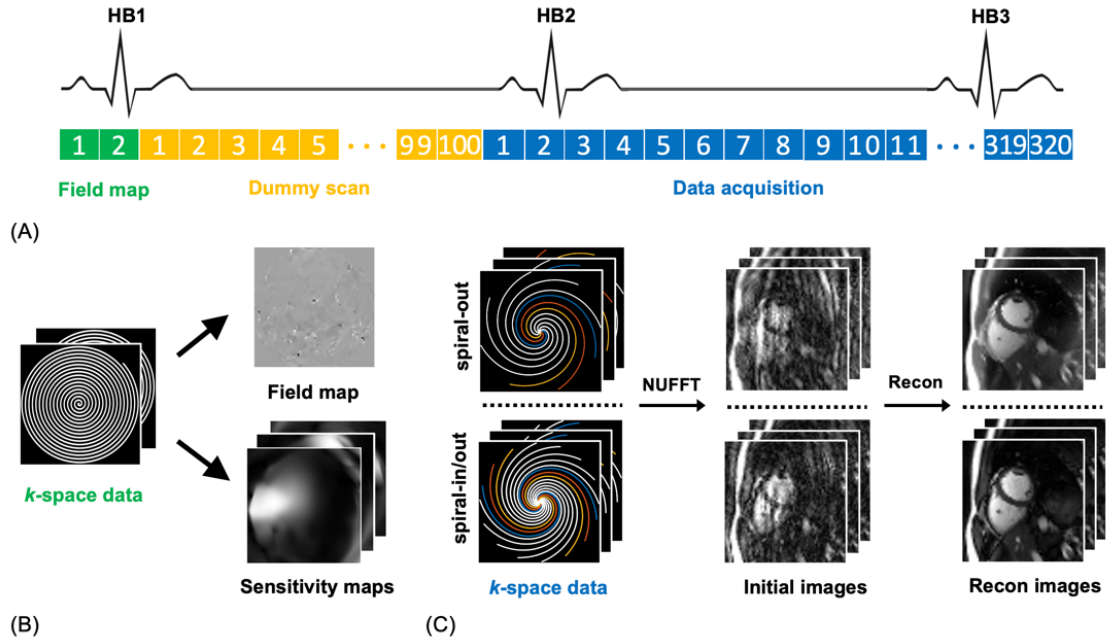 HB1 HB2 HB3
1 2 1 2 3 4 5 ··· 99 100 1 2 3 4 5 6 7 8 9 10 11 ··· 319 320
Field map Dummy scan Data acquisition
(A)
k-space data
Field map
Sensitivity maps
(B)
spiral-out
spiral-in/out
NUFFT
Recon
k-space data
Initial images
Recon images
(C)